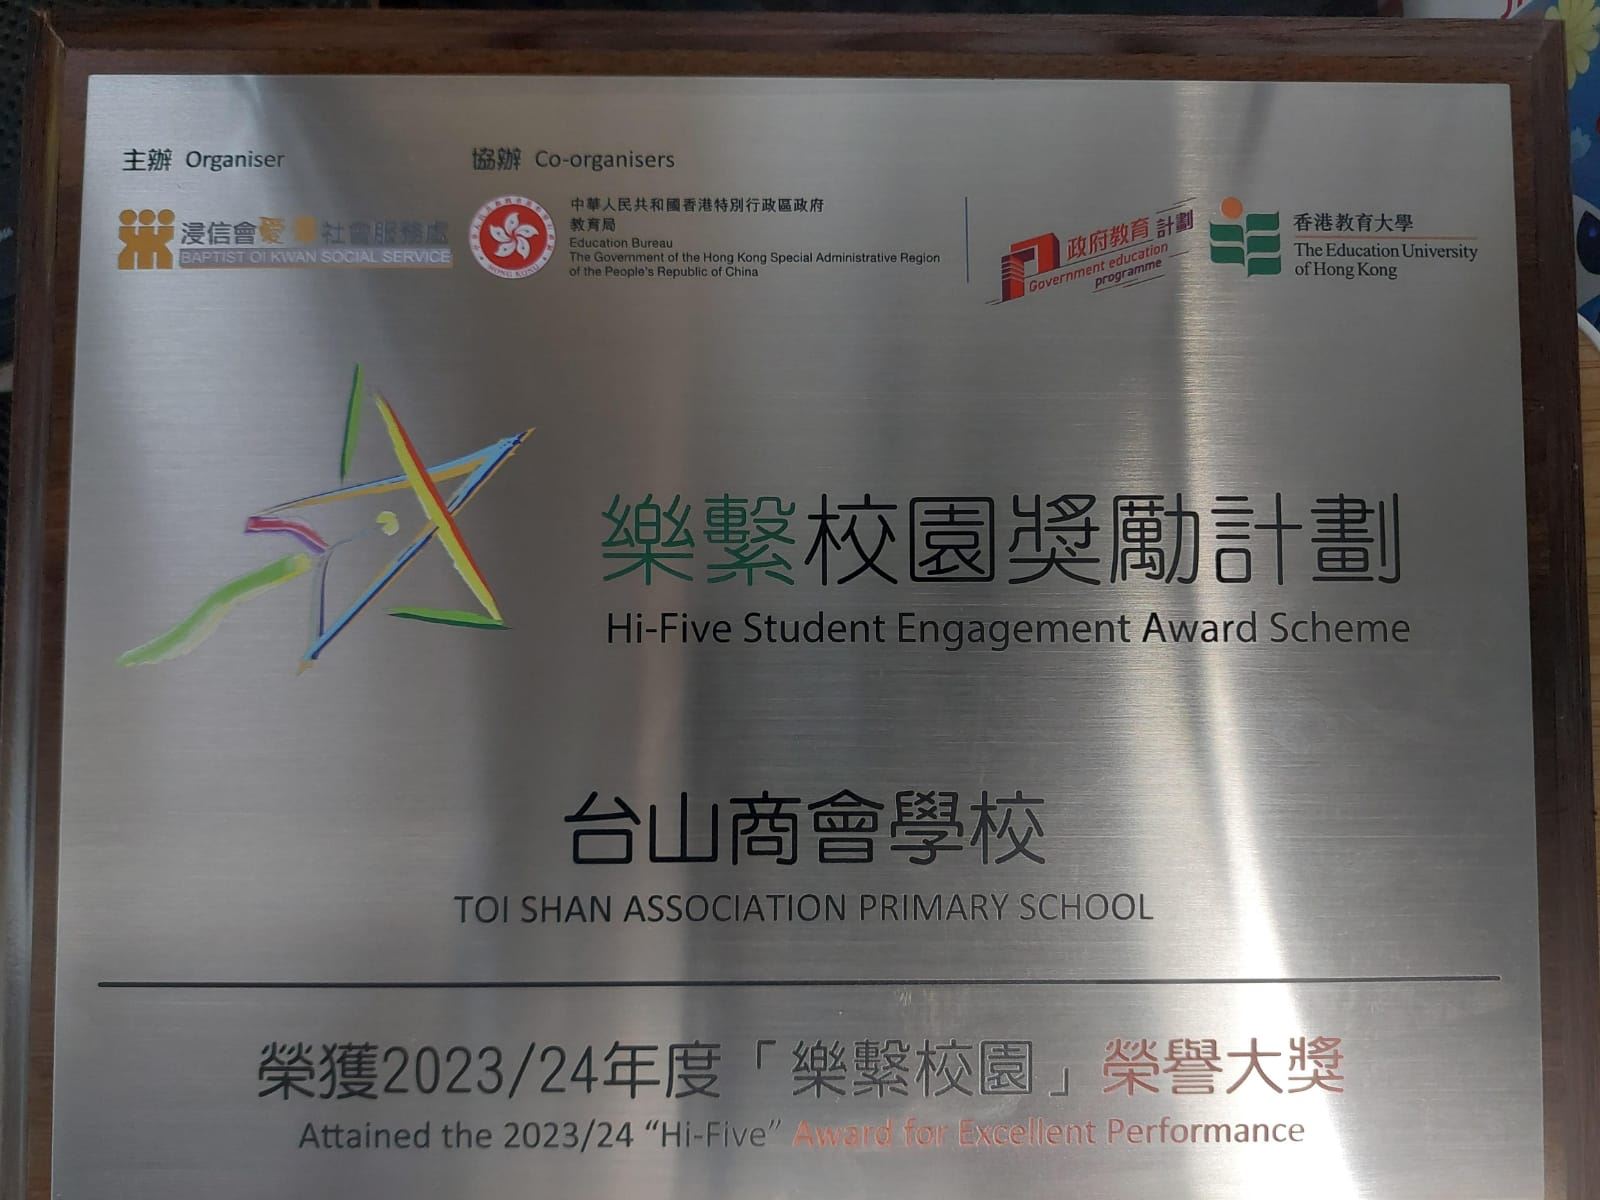 主辦 Organiser
協辦 Co-organisers
浸信會愛羣社會服務處
BAPTIST OI KWAN SOCIAL SERVICE
HONG KONG
中華人民共和國香港特別行政區政府
教育局
Education Bureau
The Government of the Hong Kong Special Administrative Region
of the People's Republic of China
政府教育計劃
Government education
programme
香港教育大學
The Education University
of Hong Kong
樂繫校園獎勵計劃
Hi-Five Student Engagement Award Scheme
台山商會學校
TOI SHAN ASSOCIATION PRIMARY SCHOOL
榮獲2023/24年度「樂繫校園」榮譽大獎
Attained the 2023/24 “Hi-Five” Award for Excellent Performance